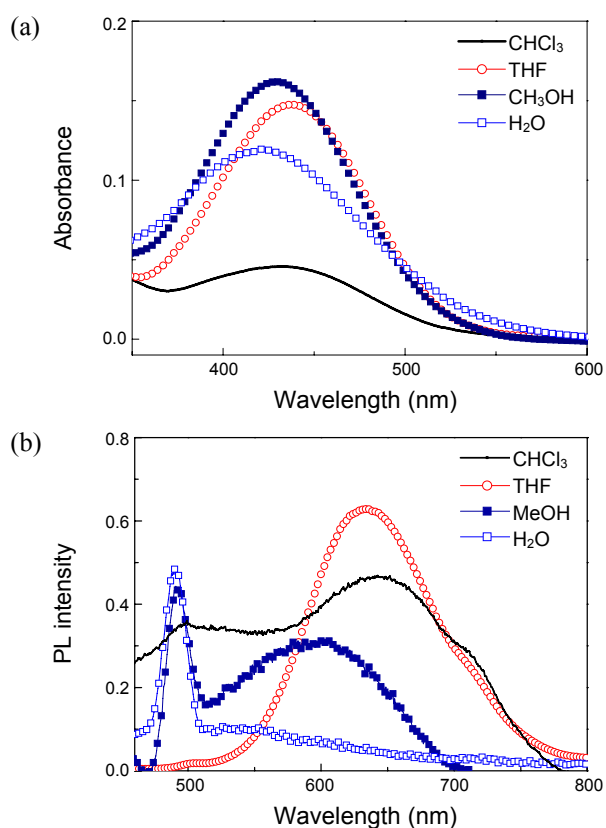 (a)
0.2
0.1
0.0
Absorbance
CHCl₃
THF
CH₃OH
H₂O
400 500 600
Wavelength (nm)
(b)
0.8
0.6
0.4
0.2
0.0
PL intensity
CHCl₃
THF
MeOH
H₂O
500 600 700 800
Wavelength (nm)